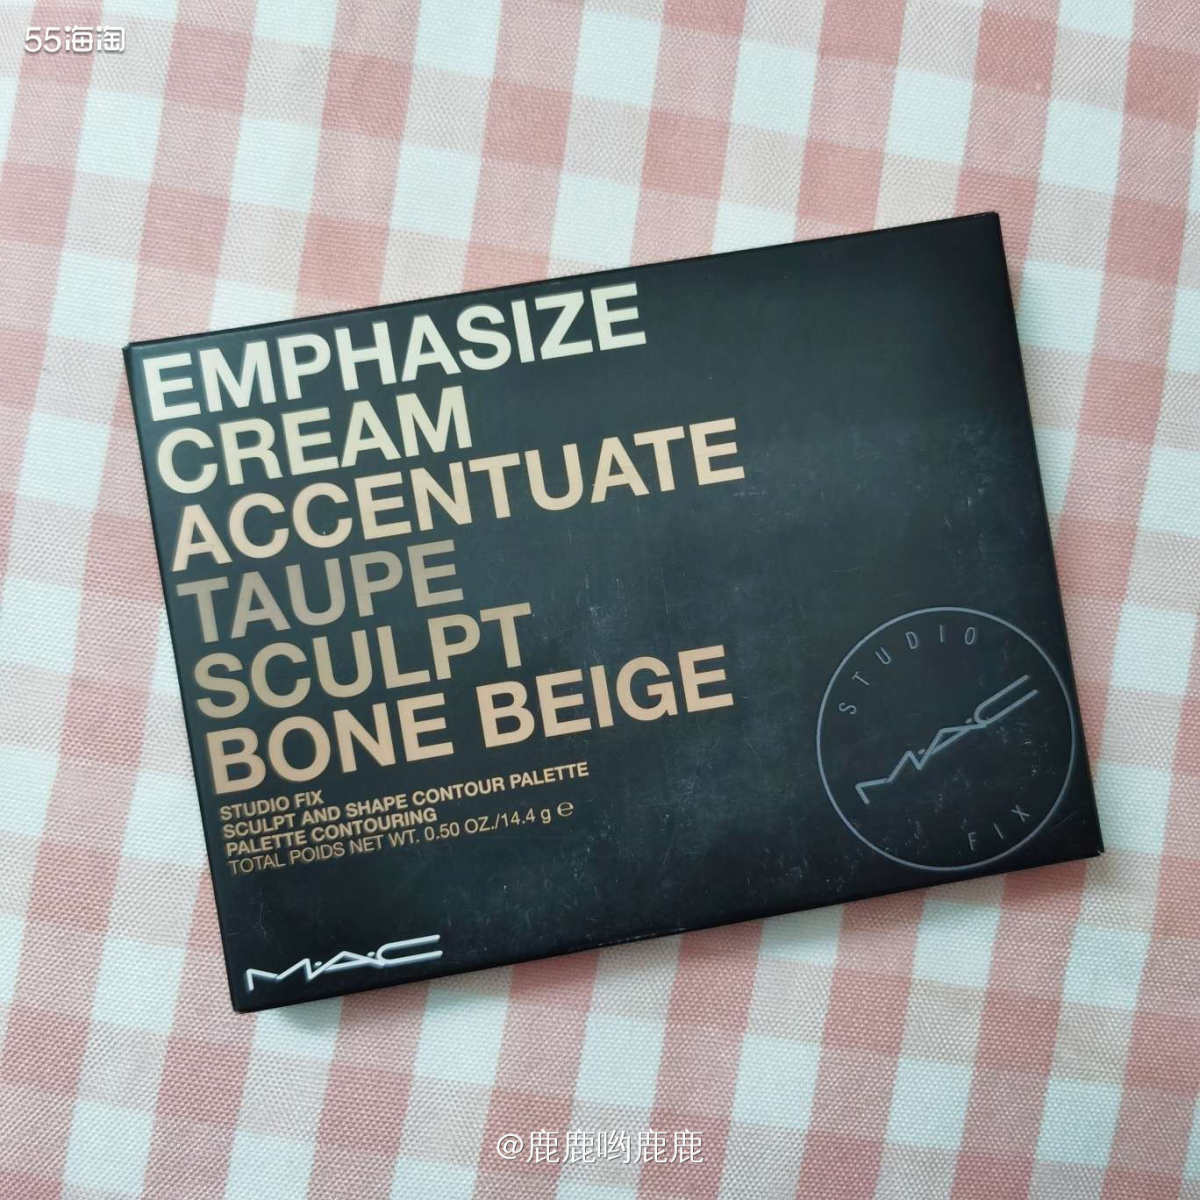 55海淘
EMPHASIZE
CREAM
ACCENTUATE
TAUPE
SCULPT
BONE BEIGE
STUDIO FIX
SCULPT AND SHAPE CONTOUR PALETTE
PALETTE CONTOURING
TOTAL POIDS NET WT. 0.50 OZ./14.4 g ℮
STUDIO
M·A·C
FIX
M·A·C
@鹿鹿哟鹿鹿